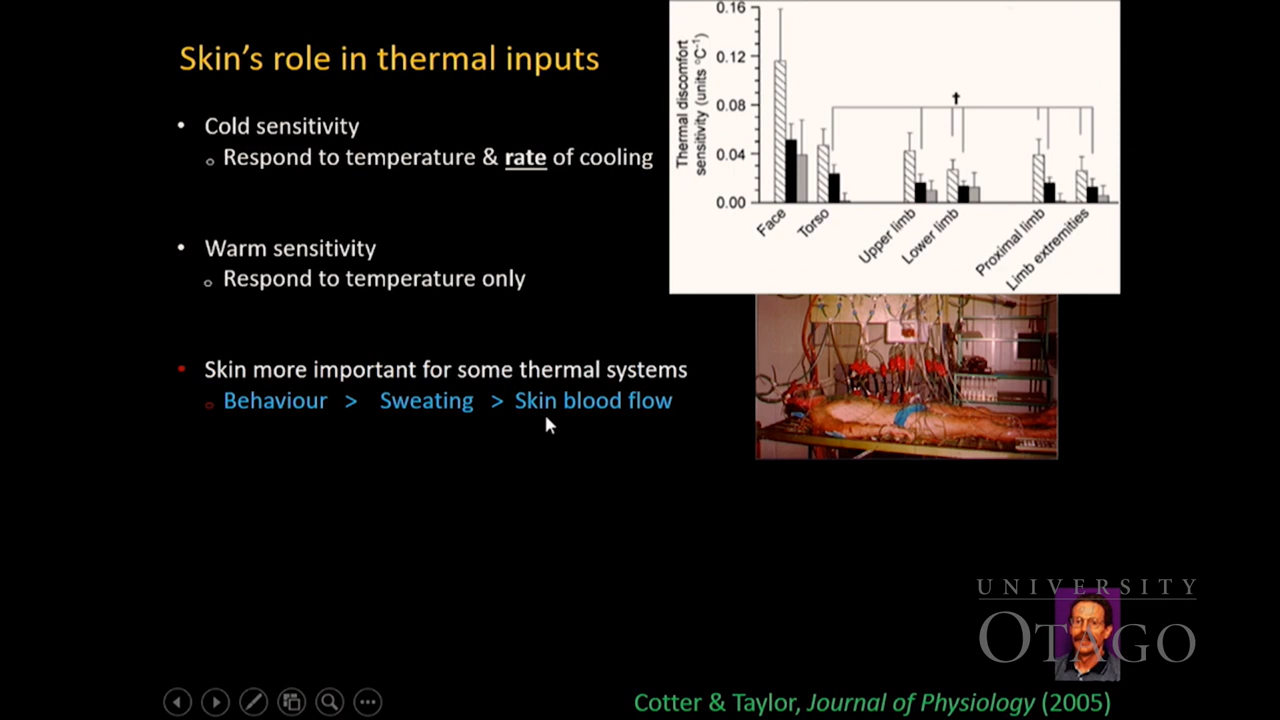 Skin's role in thermal inputs
• Cold sensitivity
Respond to temperature & rate of cooling
• Warm sensitivity
Respond to temperature only
• Skin more important for some thermal systems
Behaviour > Sweating > Skin blood flow
Thermal discomfort
sensitivity (units °C⁻¹)
0.16
0.12
0.08
0.04
0.00
†
Face
Torso
Upper limb
Lower limb
Proximal limb
Limb extremities
UNIVERSITY
OTAGO
Cotter & Taylor, Journal of Physiology (2005)